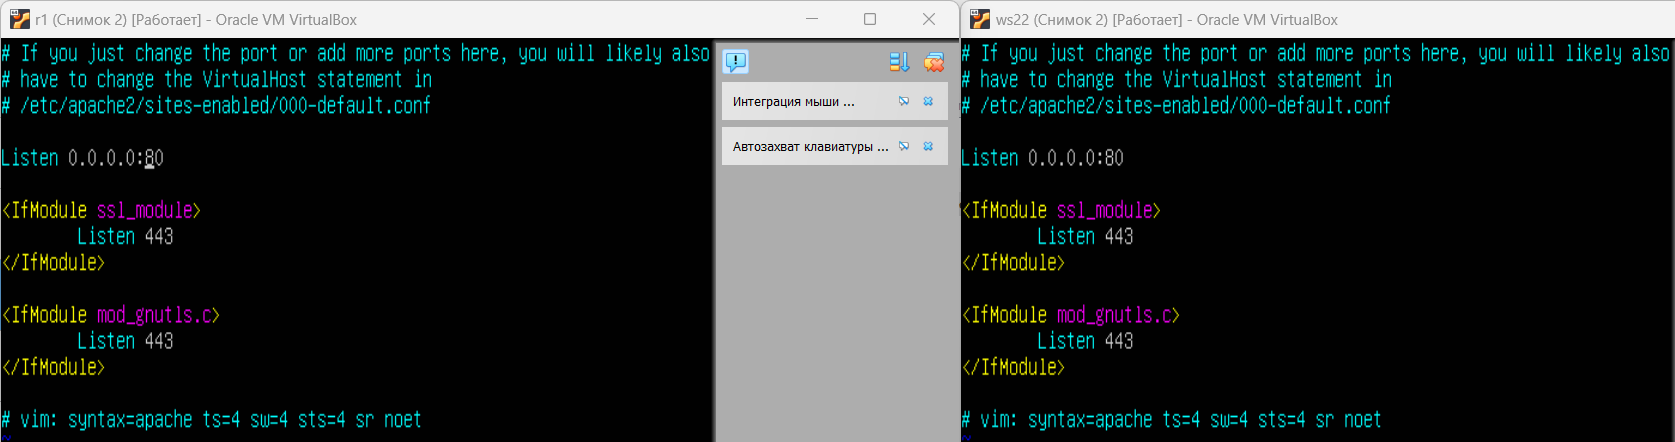 r1 (Снимок 2) [Работает] - Oracle VM VirtualBox
# If you just change the port or add more ports here, you will likely also
# have to change the VirtualHost statement in
# /etc/apache2/sites-enabled/000-default.conf
Listen 0.0.0.0:80
<IfModule ssl_module>
Listen 443
</IfModule>
<IfModule mod_gnutls.c>
Listen 443
</IfModule>
# vim: syntax=apache ts=4 sw=4 sts=4 sr noet
~
Интеграция мыши ...
Автозахват клавиатуры ...
ws22 (Снимок 2) [Работает] - Oracle VM VirtualBox
# If you just change the port or add more ports here, you will likely also
# have to change the VirtualHost statement in
# /etc/apache2/sites-enabled/000-default.conf
Listen 0.0.0.0:80
<IfModule ssl_module>
Listen 443
</IfModule>
<IfModule mod_gnutls.c>
Listen 443
</IfModule>
# vim: syntax=apache ts=4 sw=4 sts=4 sr noet
~